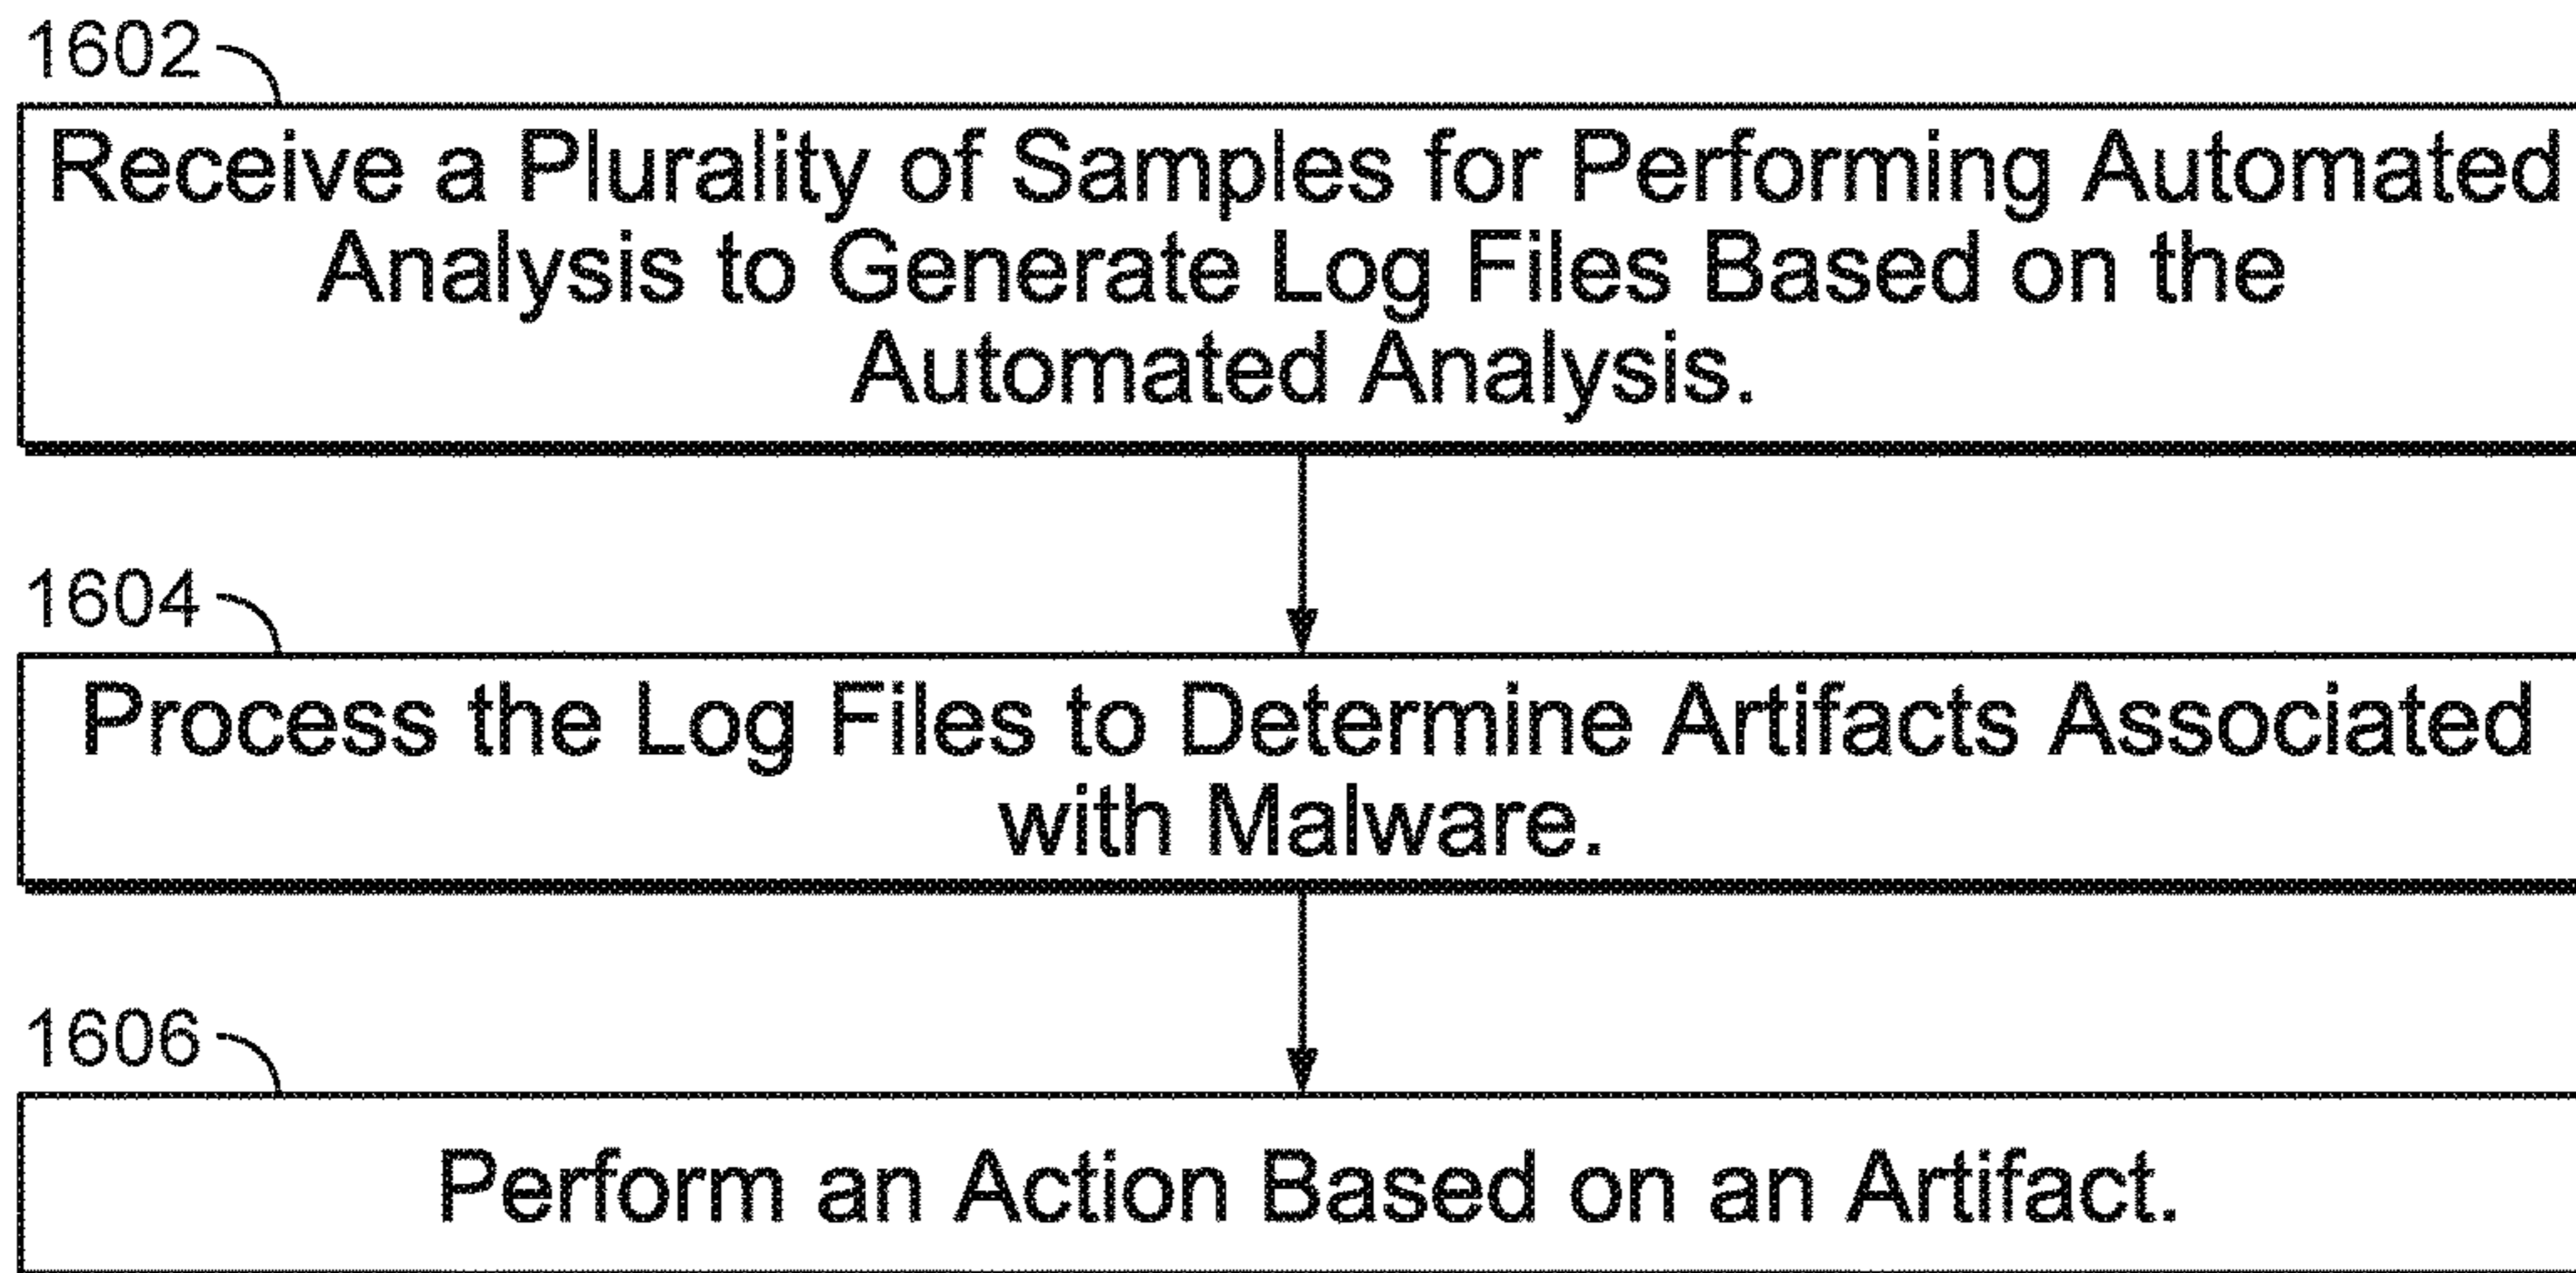 1602
Receive a Plurality of Samples for Performing Automated
Analysis to Generate Log Files Based on the
Automated Analysis.
1604
Process the Log Files to Determine Artifacts Associated
with Malware.
1606
Perform an Action Based on an Artifact.